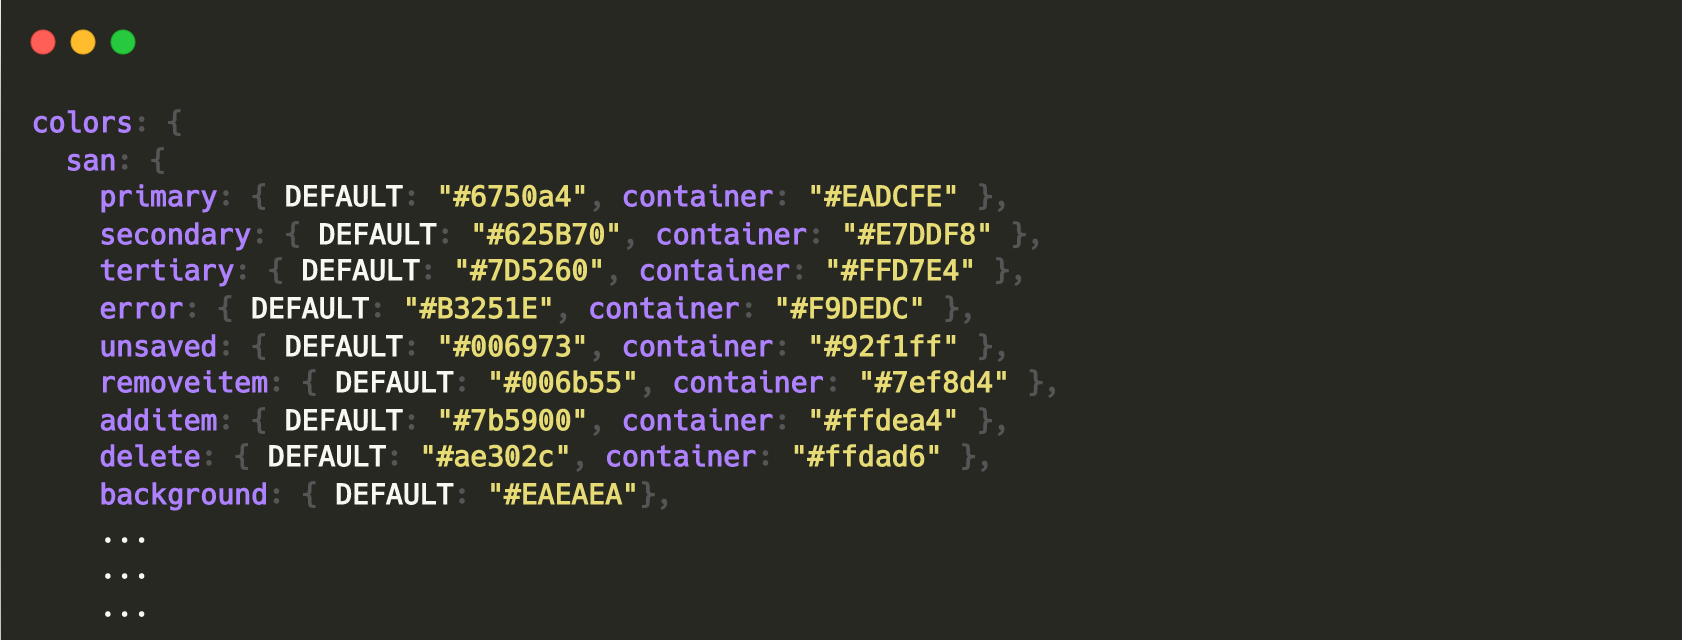 colors: {
san: {
primary: { DEFAULT: "#6750a4", container: "#EADCFE" },
secondary: { DEFAULT: "#625B70", container: "#E7DDF8" },
tertiary: { DEFAULT: "#7D5260", container: "#FFD7E4" },
error: { DEFAULT: "#B3251E", container: "#F9DEDC" },
unsaved: { DEFAULT: "#006973", container: "#92f1ff" },
removeitem: { DEFAULT: "#006b55", container: "#7ef8d4" },
additem: { DEFAULT: "#7b5900", container: "#ffdea4" },
delete: { DEFAULT: "#ae302c", container: "#ffdad6" },
background: { DEFAULT: "#EAEAEA"},
...
...
...